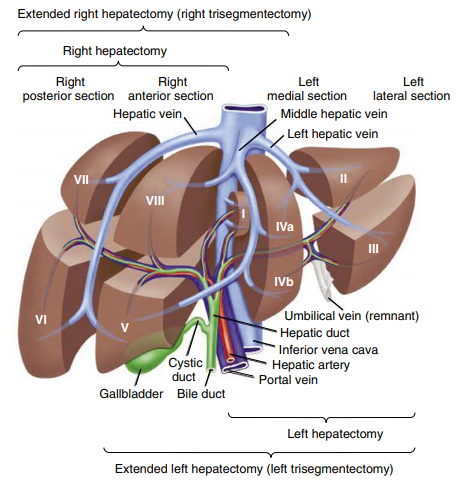 Extended right hepatectomy (right trisegmentectomy)
Right hepatectomy
Right
posterior section
Right
anterior section
Left
medial section
Left
lateral section
Hepatic vein
Middle hepatic vein
Left hepatic vein
VII
VIII
I
II
IVa
III
IVb
VI
V
Umbilical vein (remnant)
Hepatic duct
Inferior vena cava
Hepatic artery
Portal vein
Cystic
duct
Gallbladder
Bile duct
Left hepatectomy
Extended left hepatectomy (left trisegmentectomy)